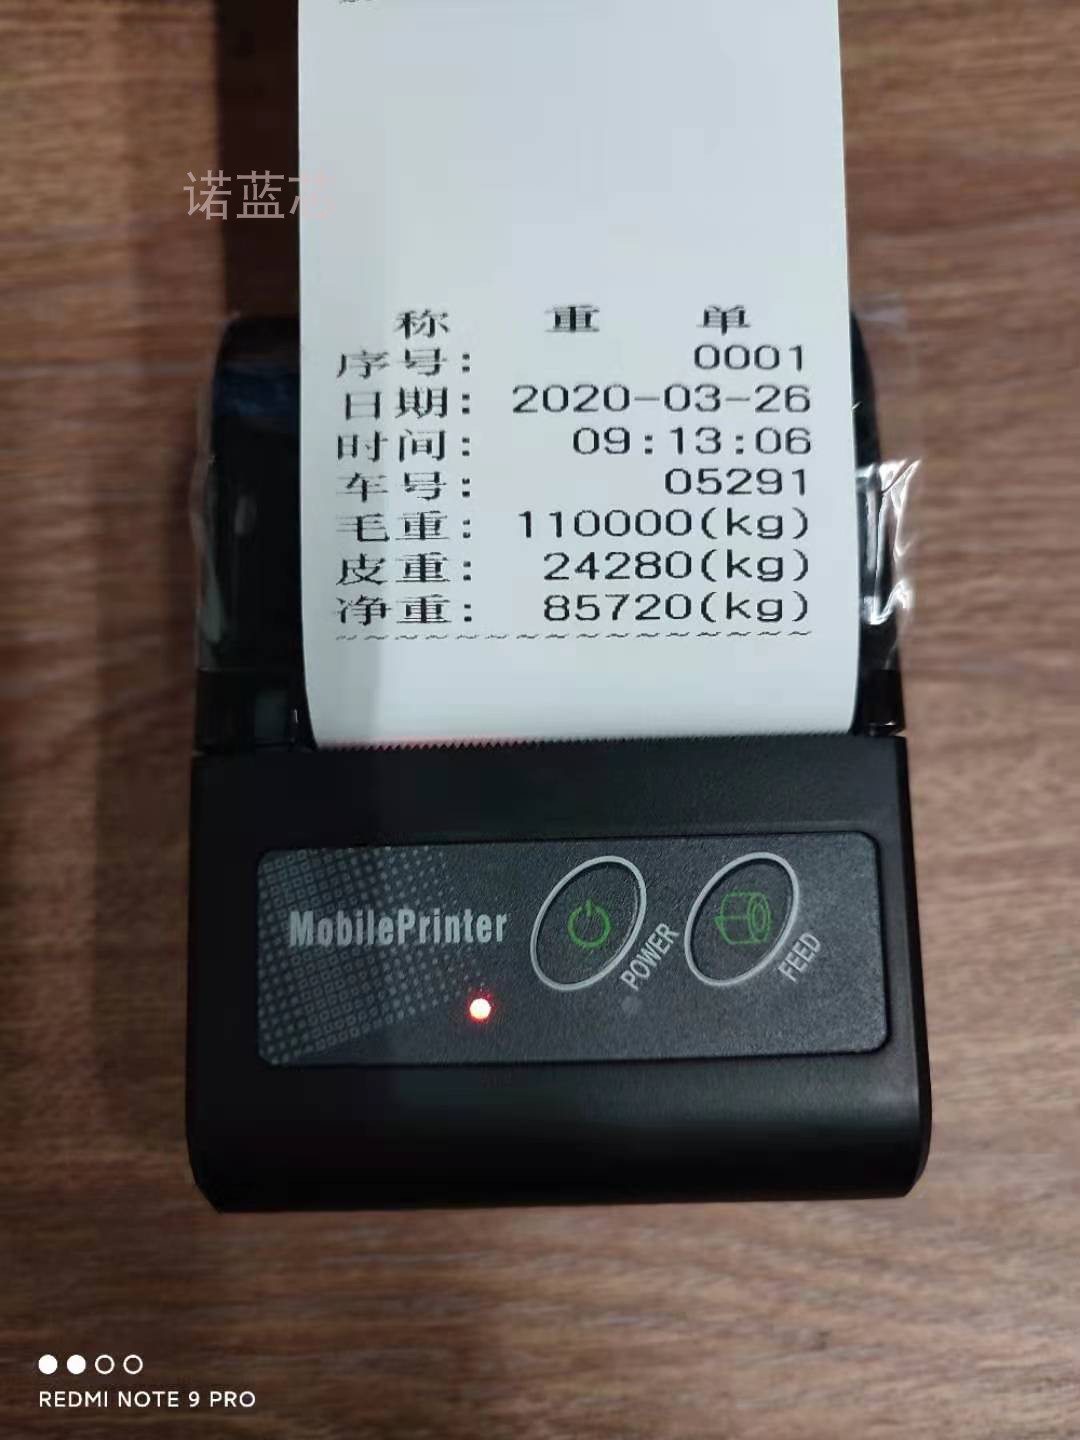 诺蓝芯
称 重 单
序号: 0001
日期: 2020-03-26
时间: 09:13:06
车号: 05291
毛重: 110000(kg)
皮重: 24280(kg)
净重: 85720(kg)
~~~~~~~~~~~~~~~~
MobilePrinter
POWER
FEED
REDMI NOTE 9 PRO